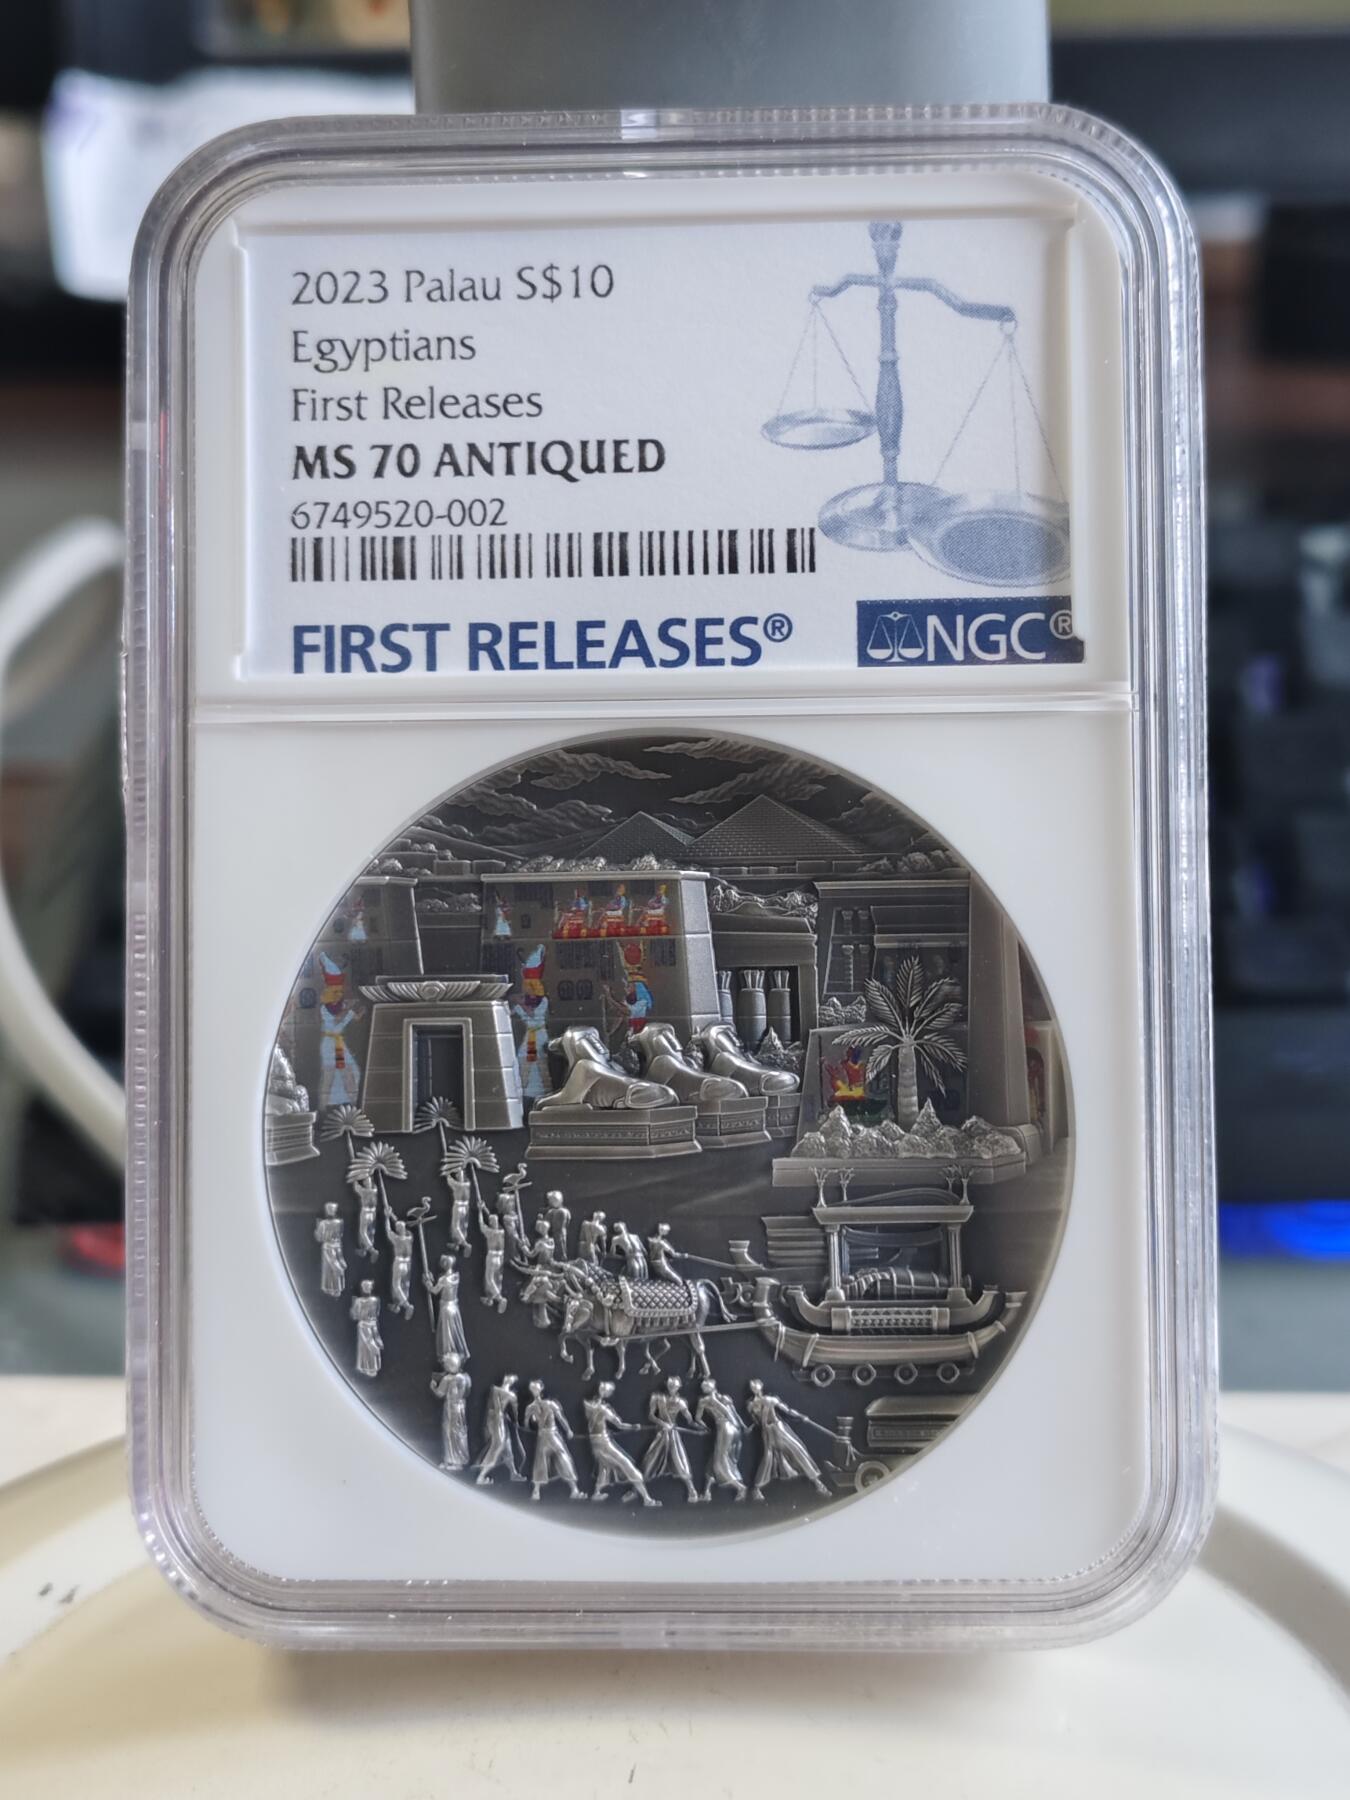 2023 Palau S$10
Egyptians
First Releases
MS 70 ANTIQUED
6749520-002
FIRST RELEASES®
NGC®